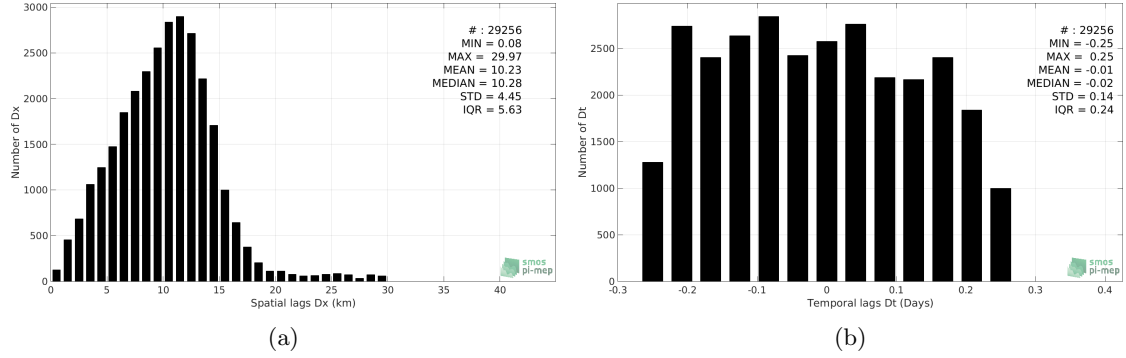 # : 29256
MIN = 0.08
MAX = 29.97
MEAN = 10.23
MEDIAN = 10.28
STD = 4.45
IQR = 5.63
Number of Dx
3000
2500
2000
1500
1000
500
0
0 5 10 15 20 25 30 35 40
Spatial lags Dx (km)
smos
pi-mep
(a)
# : 29256
MIN = -0.25
MAX = 0.25
MEAN = -0.01
MEDIAN = -0.02
STD = 0.14
IQR = 0.24
Number of Dt
2500
2000
1500
1000
500
0
-0.3 -0.2 -0.1 0 0.1 0.2 0.3 0.4
Temporal lags Dt (Days)
smos
pi-mep
(b)